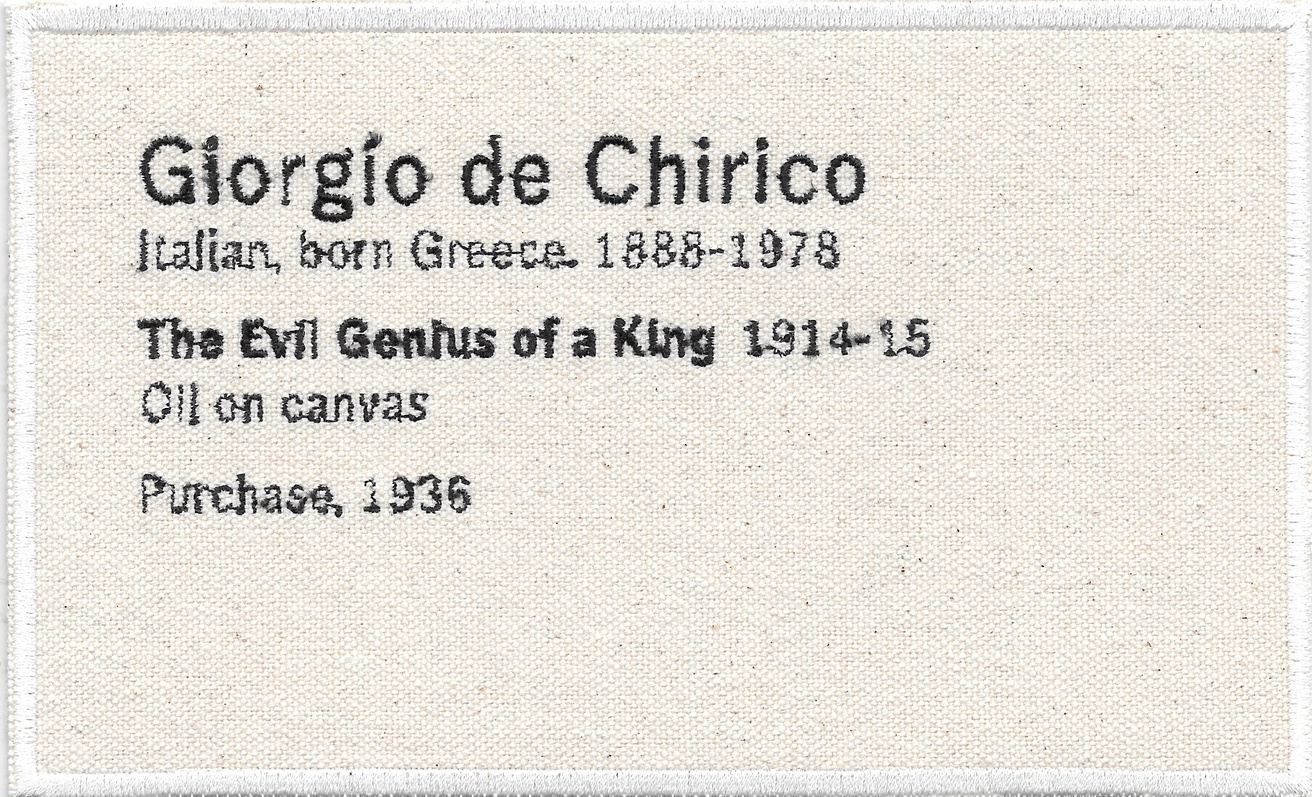 Giorgio de Chirico
Italian, born Greece. 1888-1978
The Evil Genius of a King 1914-15
Oil on canvas
Purchase, 1936